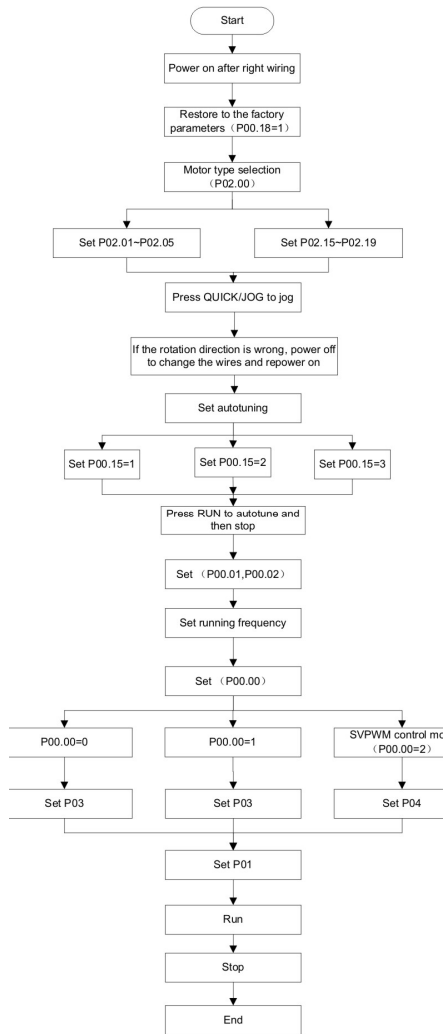 Start
Power on after right wiring
Restore to the factory
parameters（P00.18=1）
Motor type selection
（P02.00）
Set P02.01~P02.05
Set P02.15~P02.19
Press QUICK/JOG to jog
If the rotation direction is wrong, power off
to change the wires and repower on
Set autotuning
Set P00.15=1
Set P00.15=2
Set P00.15=3
Press RUN to autotune and
then stop
Set （P00.01,P00.02）
Set running frequency
Set （P00.00）
P00.00=0
P00.00=1
SVPWM control mo
（P00.00=2）
Set P03
Set P03
Set P04
Set P01
Run
Stop
End